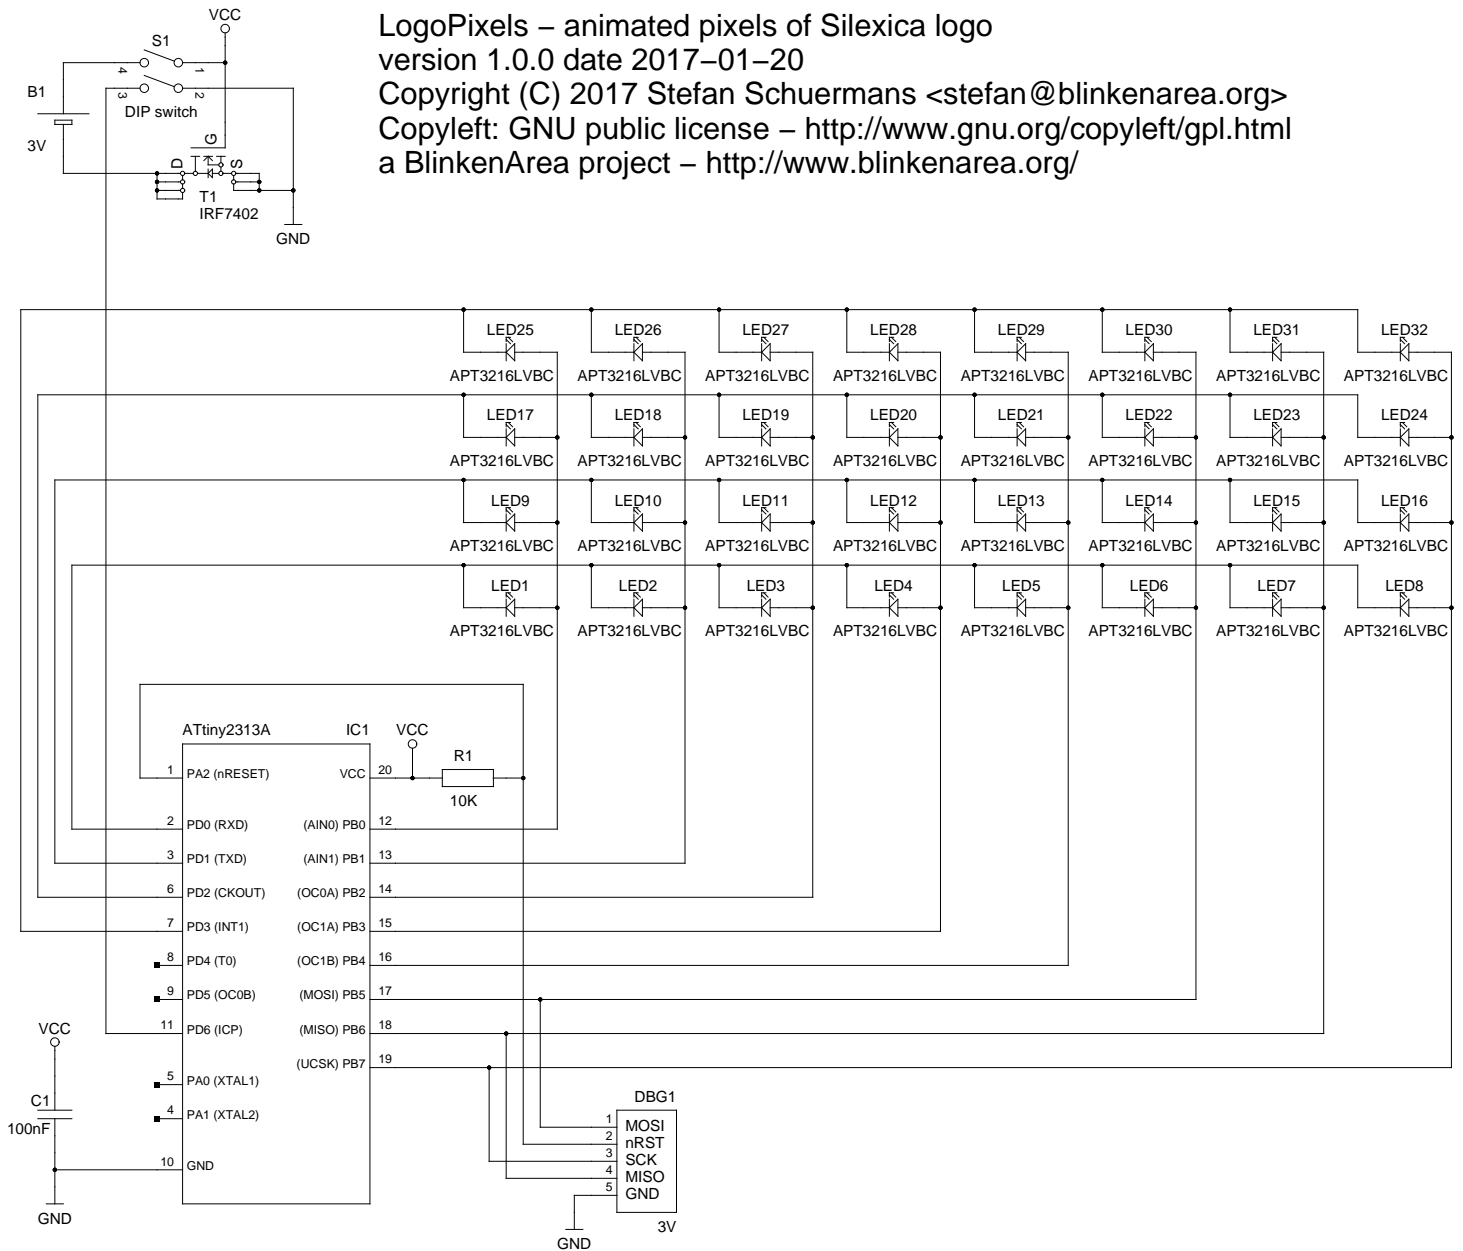 LogoPixels – animated pixels of Silexica logo
version 1.0.0 date 2017–01–20
Copyright (C) 2017 Stefan Schuermans <stefan@blinkenarea.org>
Copyleft: GNU public license – http://www.gnu.org/copyleft/gpl.html
a BlinkenArea project – http://www.blinkenarea.org/
VCC
S1
4 1
3 2
DIP switch
B1
3V
G
D S
T1
IRF7402
GND
LED25 LED26 LED27 LED28 LED29 LED30 LED31 LED32
APT3216LVBC APT3216LVBC APT3216LVBC APT3216LVBC APT3216LVBC APT3216LVBC APT3216LVBC APT3216LVBC
LED17 LED18 LED19 LED20 LED21 LED22 LED23 LED24
APT3216LVBC APT3216LVBC APT3216LVBC APT3216LVBC APT3216LVBC APT3216LVBC APT3216LVBC APT3216LVBC
LED9 LED10 LED11 LED12 LED13 LED14 LED15 LED16
APT3216LVBC APT3216LVBC APT3216LVBC APT3216LVBC APT3216LVBC APT3216LVBC APT3216LVBC APT3216LVBC
LED1 LED2 LED3 LED4 LED5 LED6 LED7 LED8
APT3216LVBC APT3216LVBC APT3216LVBC APT3216LVBC APT3216LVBC APT3216LVBC APT3216LVBC APT3216LVBC
ATtiny2313A IC1 VCC
R1
10K
1 PA2 (nRESET) VCC 20
2 PD0 (RXD) (AIN0) PB0 12
3 PD1 (TXD) (AIN1) PB1 13
6 PD2 (CKOUT) (OC0A) PB2 14
7 PD3 (INT1) (OC1A) PB3 15
8 PD4 (T0) (OC1B) PB4 16
9 PD5 (OC0B) (MOSI) PB5 17
11 PD6 (ICP) (MISO) PB6 18
(UCSK) PB7 19
5 PA0 (XTAL1)
4 PA1 (XTAL2)
10 GND
VCC
C1
100nF
GND
DBG1
1 MOSI
2 nRST
3 SCK
4 MISO
5 GND
3V
GND